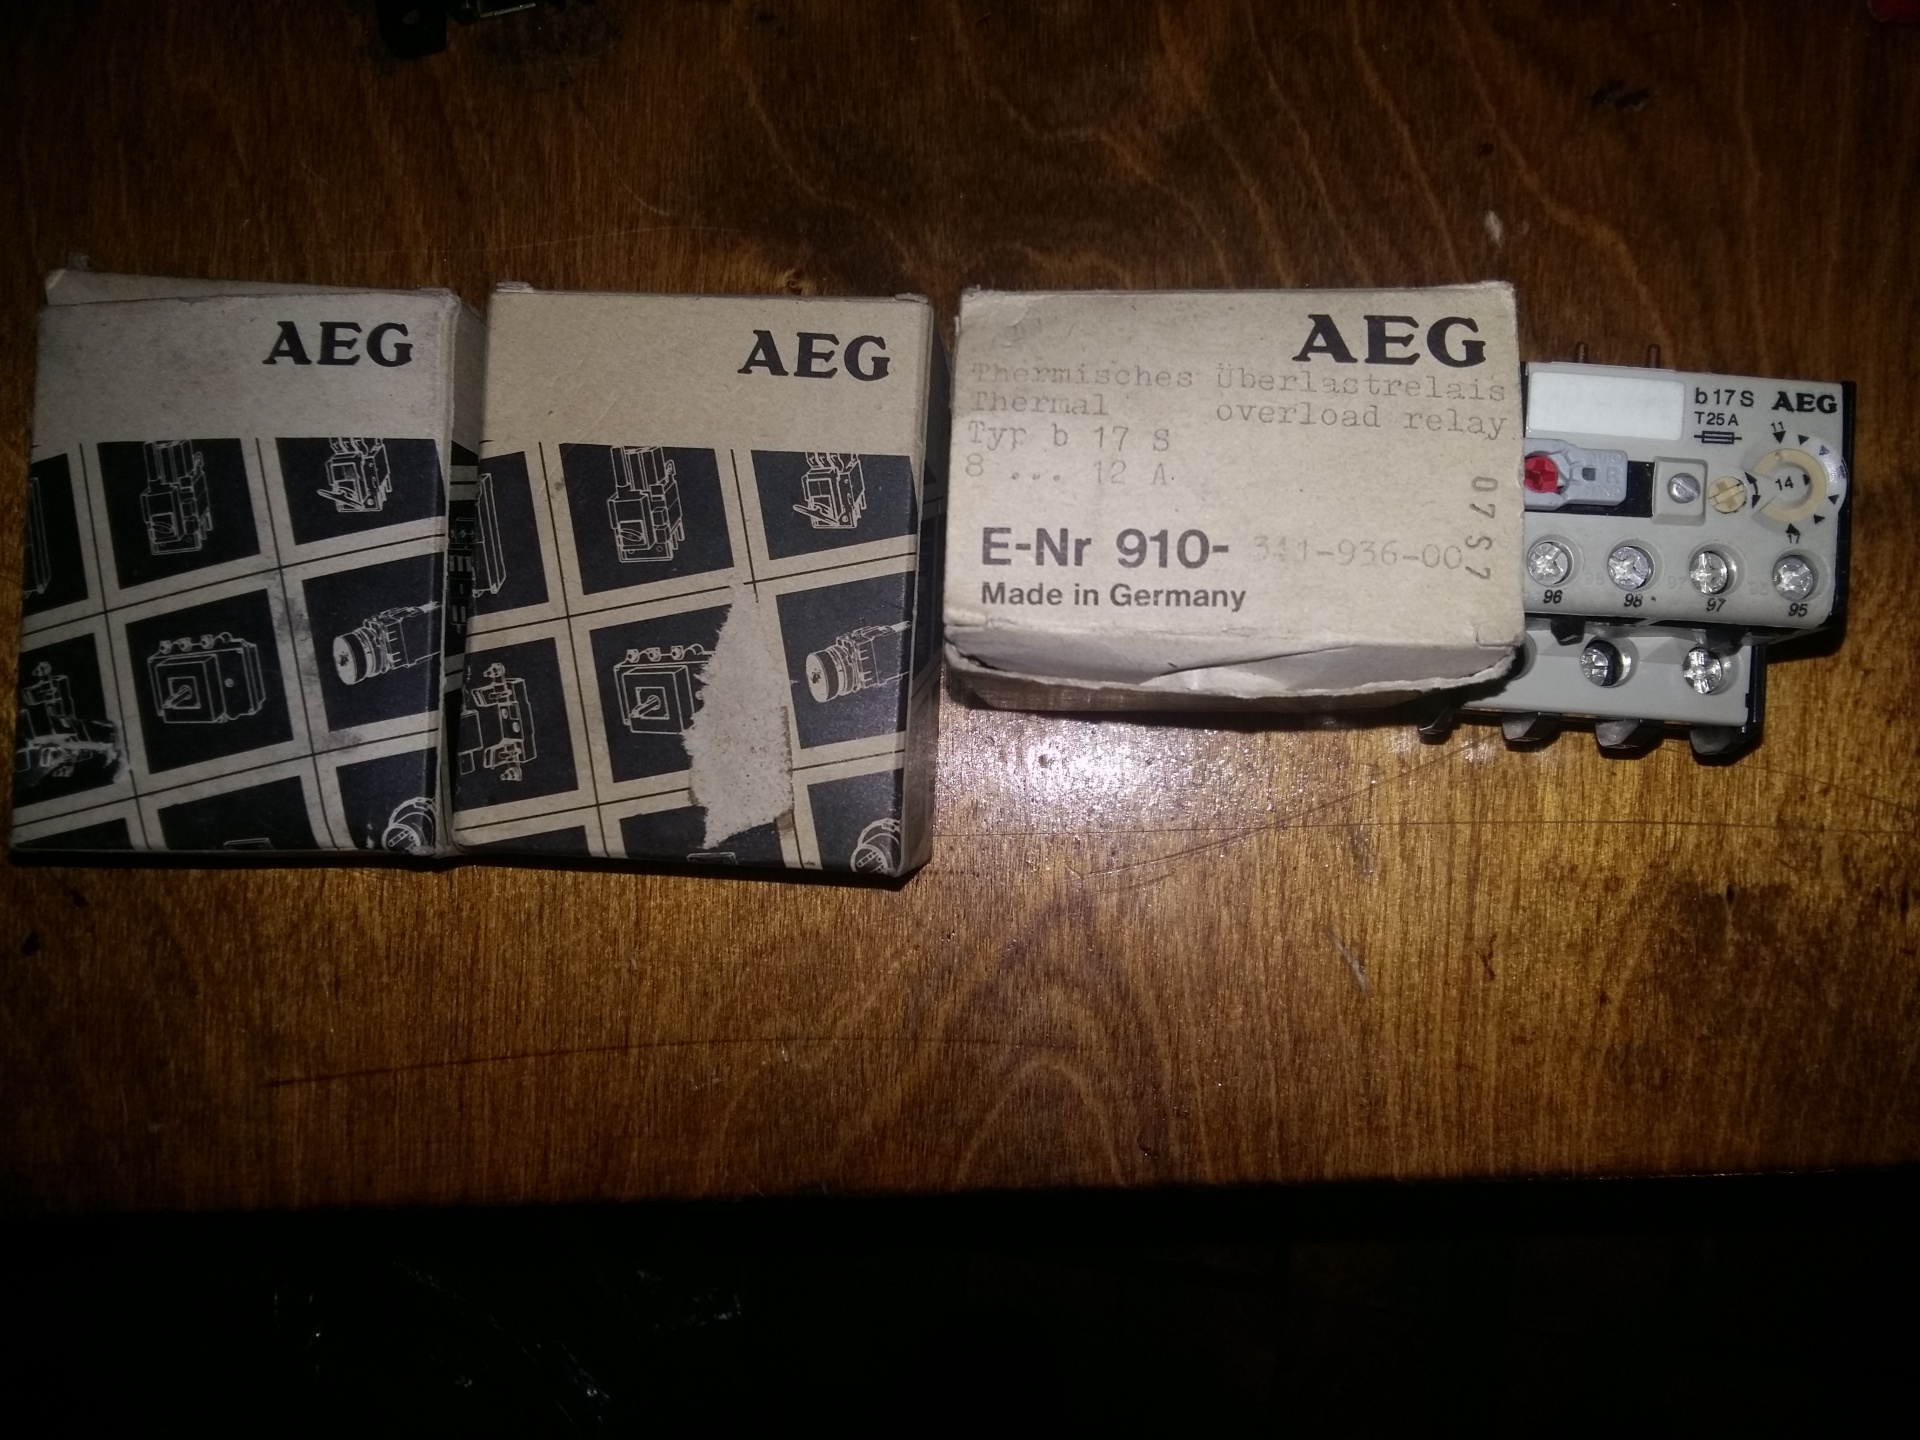 AEG
AEG
AEG
Thermisches Überlastrelais
Thermal overload relay
Typ b 17 S
8 ... 12 A.
E-Nr 910- 341-936-00
Made in Germany
07 S7
b 17 S AEG
T25A
11
14
17
R
96 98 97 95